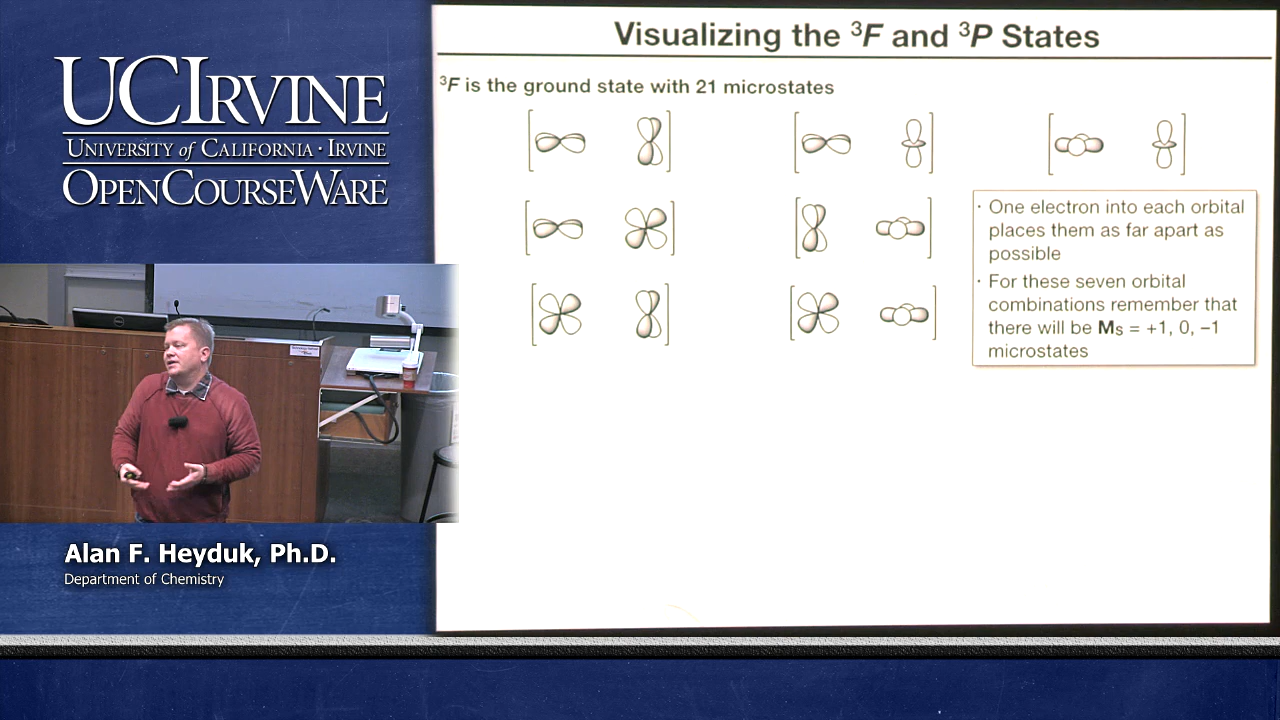 UCIRVINE
UNIVERSITY of CALIFORNIA · IRVINE
OPENCOURSEWARE
Visualizing the ³F and ³P States
³F is the ground state with 21 microstates
· One electron into each orbital
places them as far apart as
possible
· For these seven orbital
combinations remember that
there will be Ms = +1, 0, −1
microstates
Alan F. Heyduk, Ph.D.
Department of Chemistry